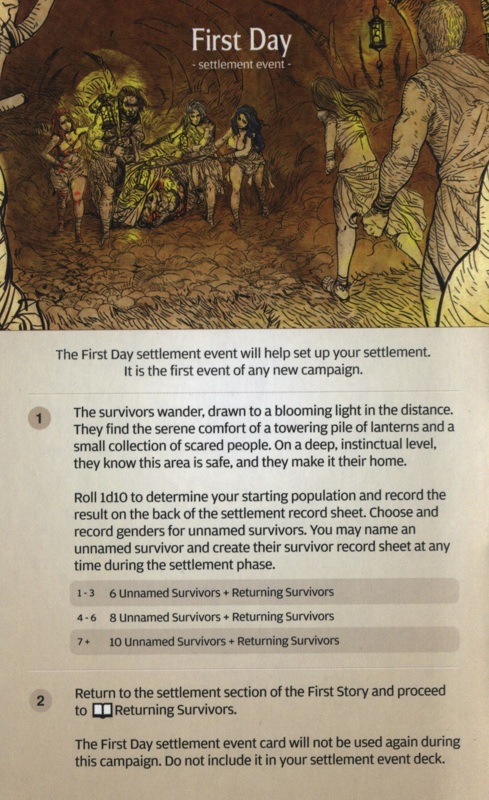 First Day
- settlement event -
The First Day settlement event will help set up your settlement.
It is the first event of any new campaign.
1
The survivors wander, drawn to a blooming light in the distance.
They find the serene comfort of a towering pile of lanterns and a
small collection of scared people. On a deep, instinctual level,
they know this area is safe, and they make it their home.
Roll 1d10 to determine your starting population and record the
result on the back of the settlement record sheet. Choose and
record genders for unnamed survivors. You may name an
unnamed survivor and create their survivor record sheet at any
time during the settlement phase.
1 - 3 6 Unnamed Survivors + Returning Survivors
4 - 6 8 Unnamed Survivors + Returning Survivors
7 + 10 Unnamed Survivors + Returning Survivors
2
Return to the settlement section of the First Story and proceed
to Returning Survivors.
The First Day settlement event card will not be used again during
this campaign. Do not include it in your settlement event deck.